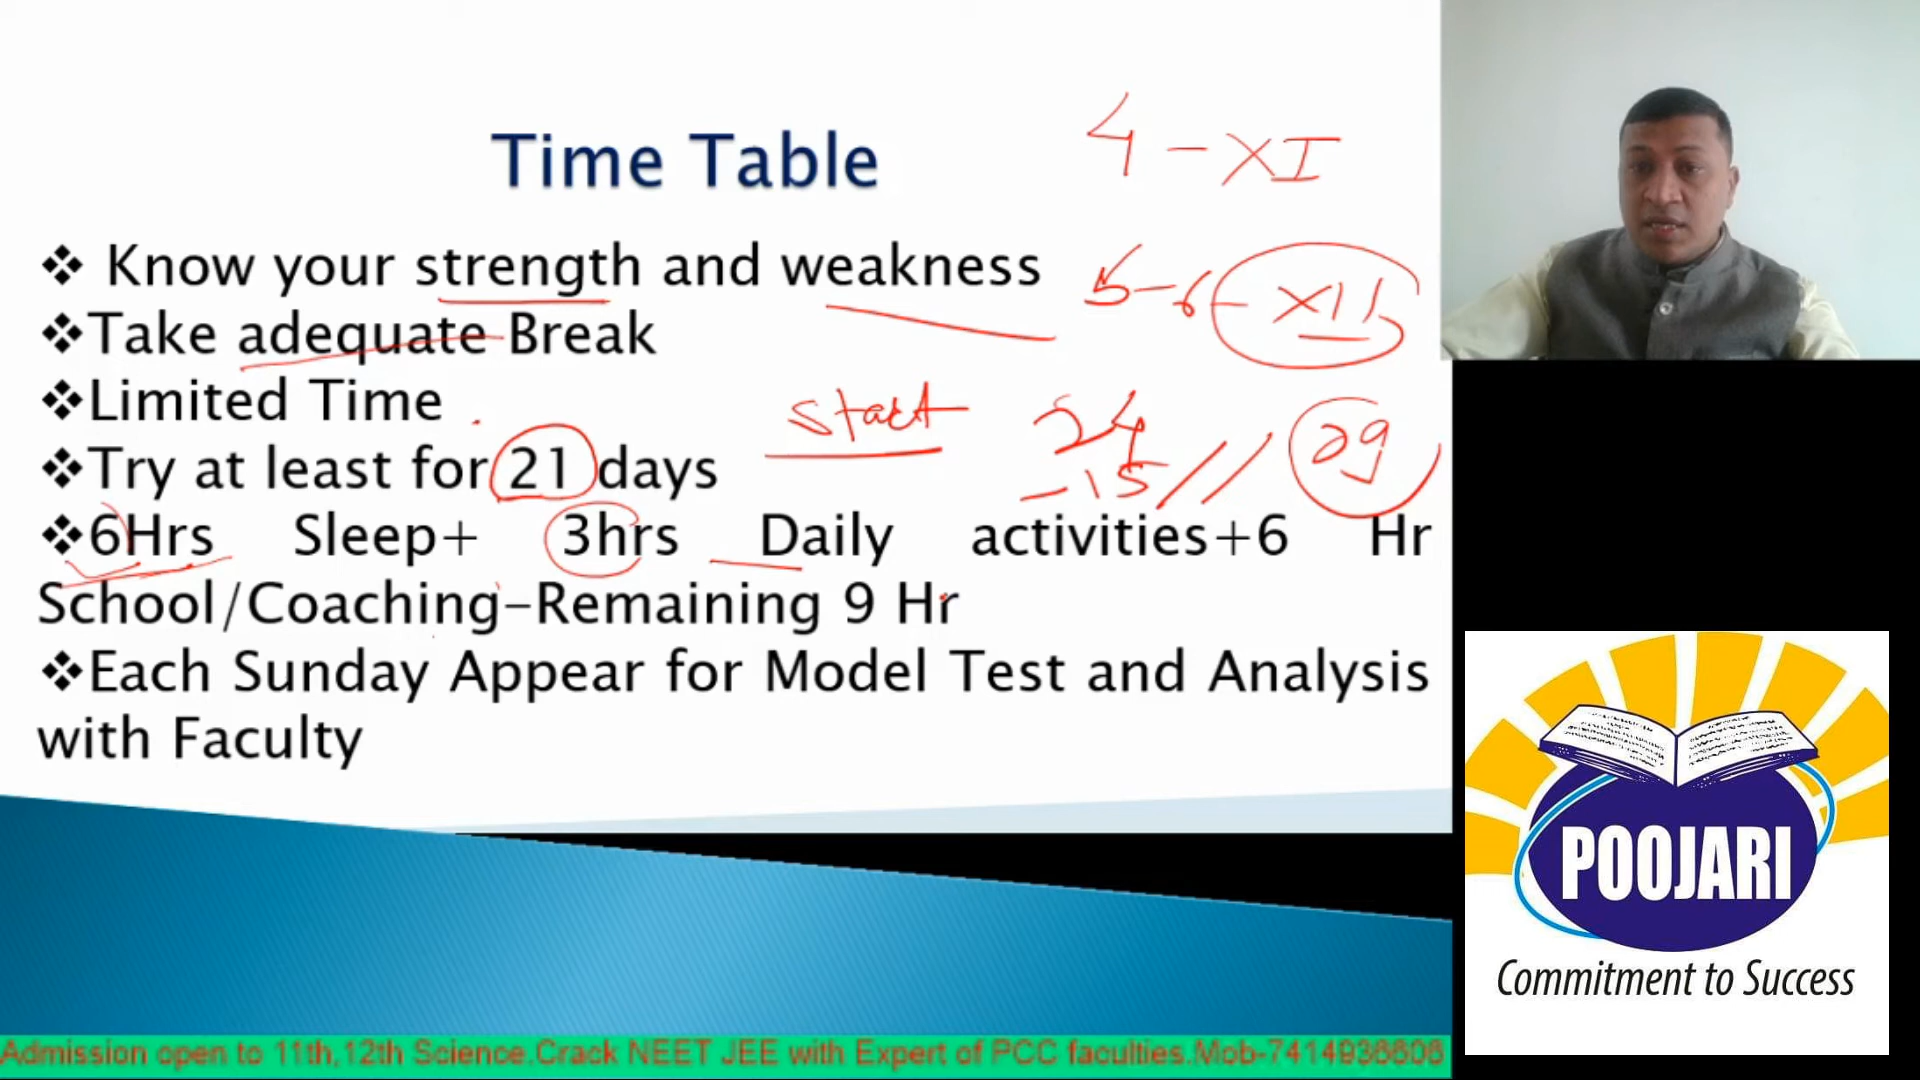 Time Table
4 - XI
❖ Know your strength and weakness
5-6- XII
❖Take adequate Break
❖Limited Time
start
24
❖Try at least for 21 days
-15 // 09
❖6Hrs Sleep+ 3hrs Daily activities+6 Hr
School/Coaching-Remaining 9 Hr
❖Each Sunday Appear for Model Test and Analysis
with Faculty
POOJARI
Commitment to Success
Admission open to 11th,12th Science.Crack NEET JEE with Expert of PCC faculties.Mob-7414936606